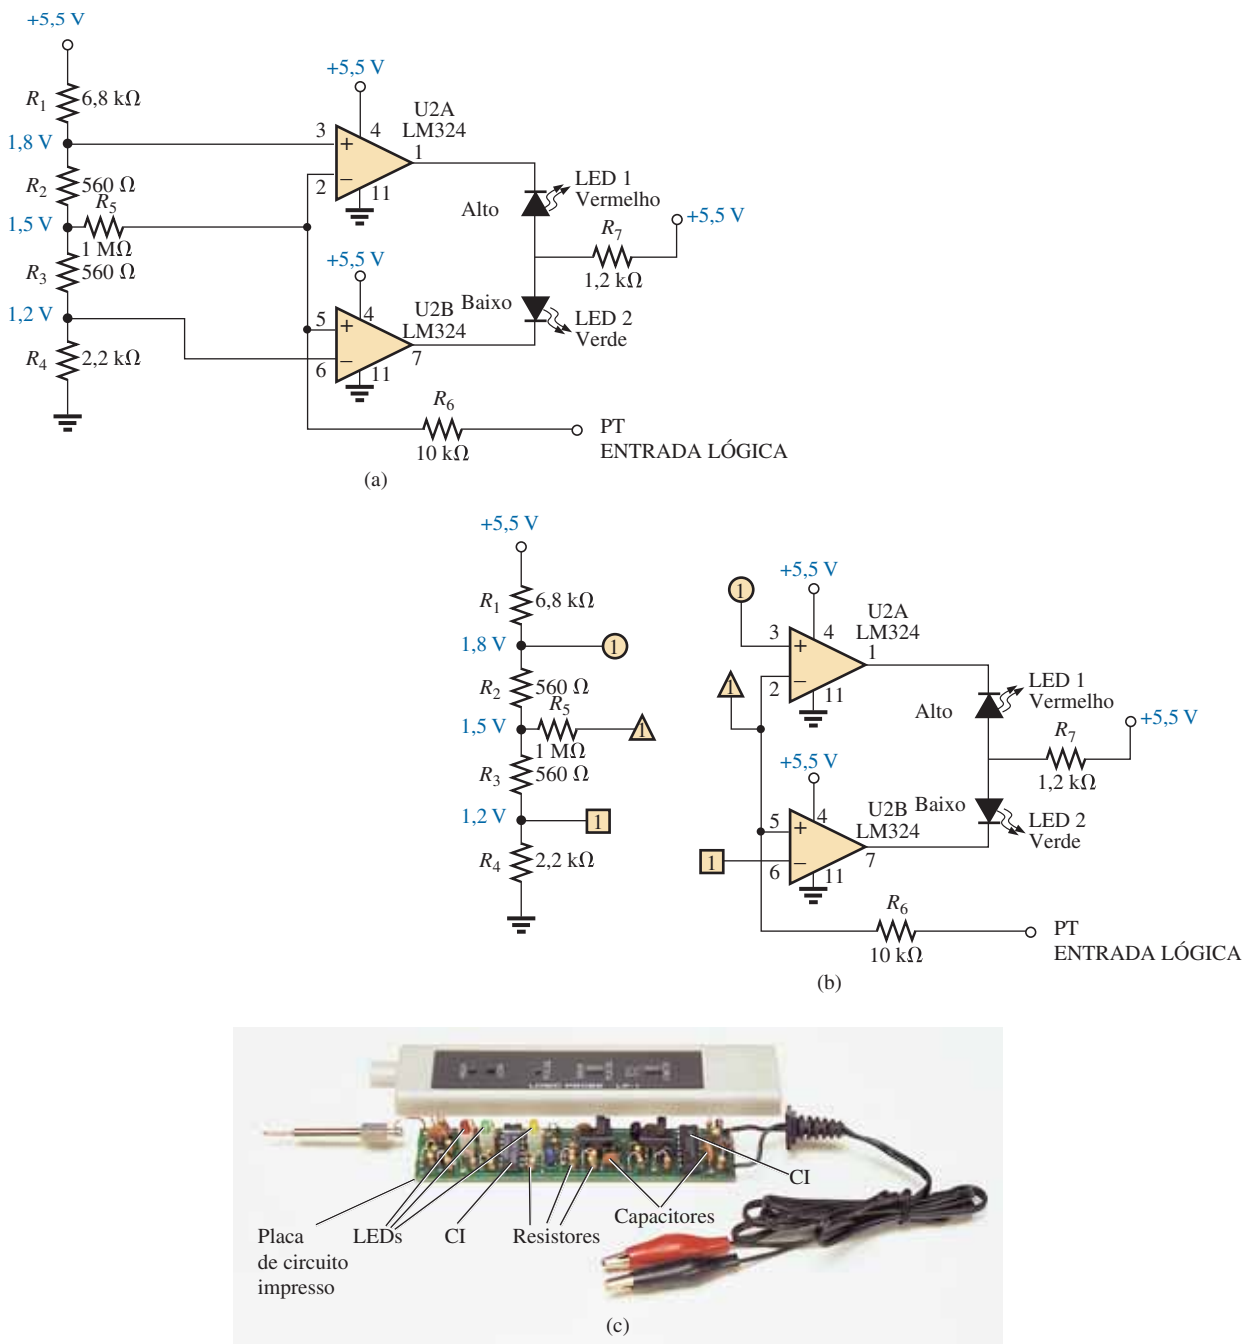 +5,5 V
R1 6,8 kΩ
1,8 V
R2 560 Ω
1,5 V
R5
1 MΩ
R3 560 Ω
1,2 V
R4 2,2 kΩ
+5,5 V
U2A
LM324
3 + 4 1
2 − 11
+5,5 V
U2B
LM324
5 + 4
6 − 11 7
Alto
LED 1
Vermelho
+5,5 V
R7
1,2 kΩ
Baixo
LED 2
Verde
R6
10 kΩ
PT
ENTRADA LÓGICA
(a)
+5,5 V
R1 6,8 kΩ
1,8 V 1
R2 560 Ω
1,5 V
R5 1
1 MΩ
R3 560 Ω
1,2 V 1
R4 2,2 kΩ
1
+5,5 V
U2A
LM324
3 + 4 1
1
2 − 11
+5,5 V
U2B
LM324
5 + 4
1
6 − 11 7
Alto
LED 1
Vermelho
+5,5 V
R7
1,2 kΩ
Baixo
LED 2
Verde
R6
10 kΩ
PT
ENTRADA LÓGICA
(b)
LOGIC PROBE
Placa
de circuito
impresso
LEDs
CI
Resistores
Capacitores
CI
(c)